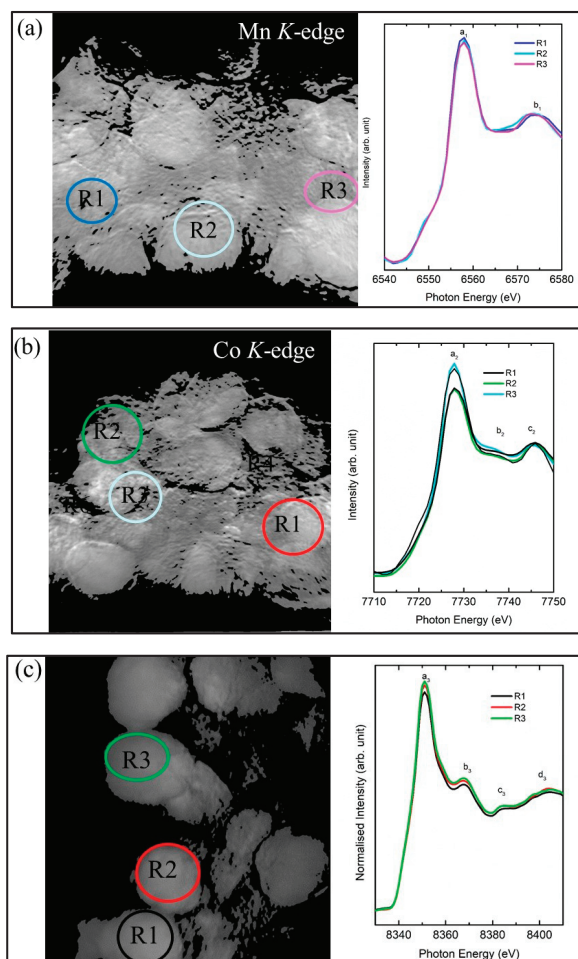 (a)
Mn K-edge
R1
R2
R3
a1
R1
R2
R3
b1
Intensity (arb. unit)
6540 6550 6560 6570 6580
Photon Energy (eV)
(b)
Co K-edge
R2
R3
R1
a2
R1
R2
R3
b2
c2
Intensity (arb. unit)
7710 7720 7730 7740 7750
Photon Energy (eV)
(c)
R3
R2
R1
a3
R1
R2
R3
b3
c3
d3
Normalised Intensity (arb. unit)
8340 8360 8380 8400
Photon Energy (eV)